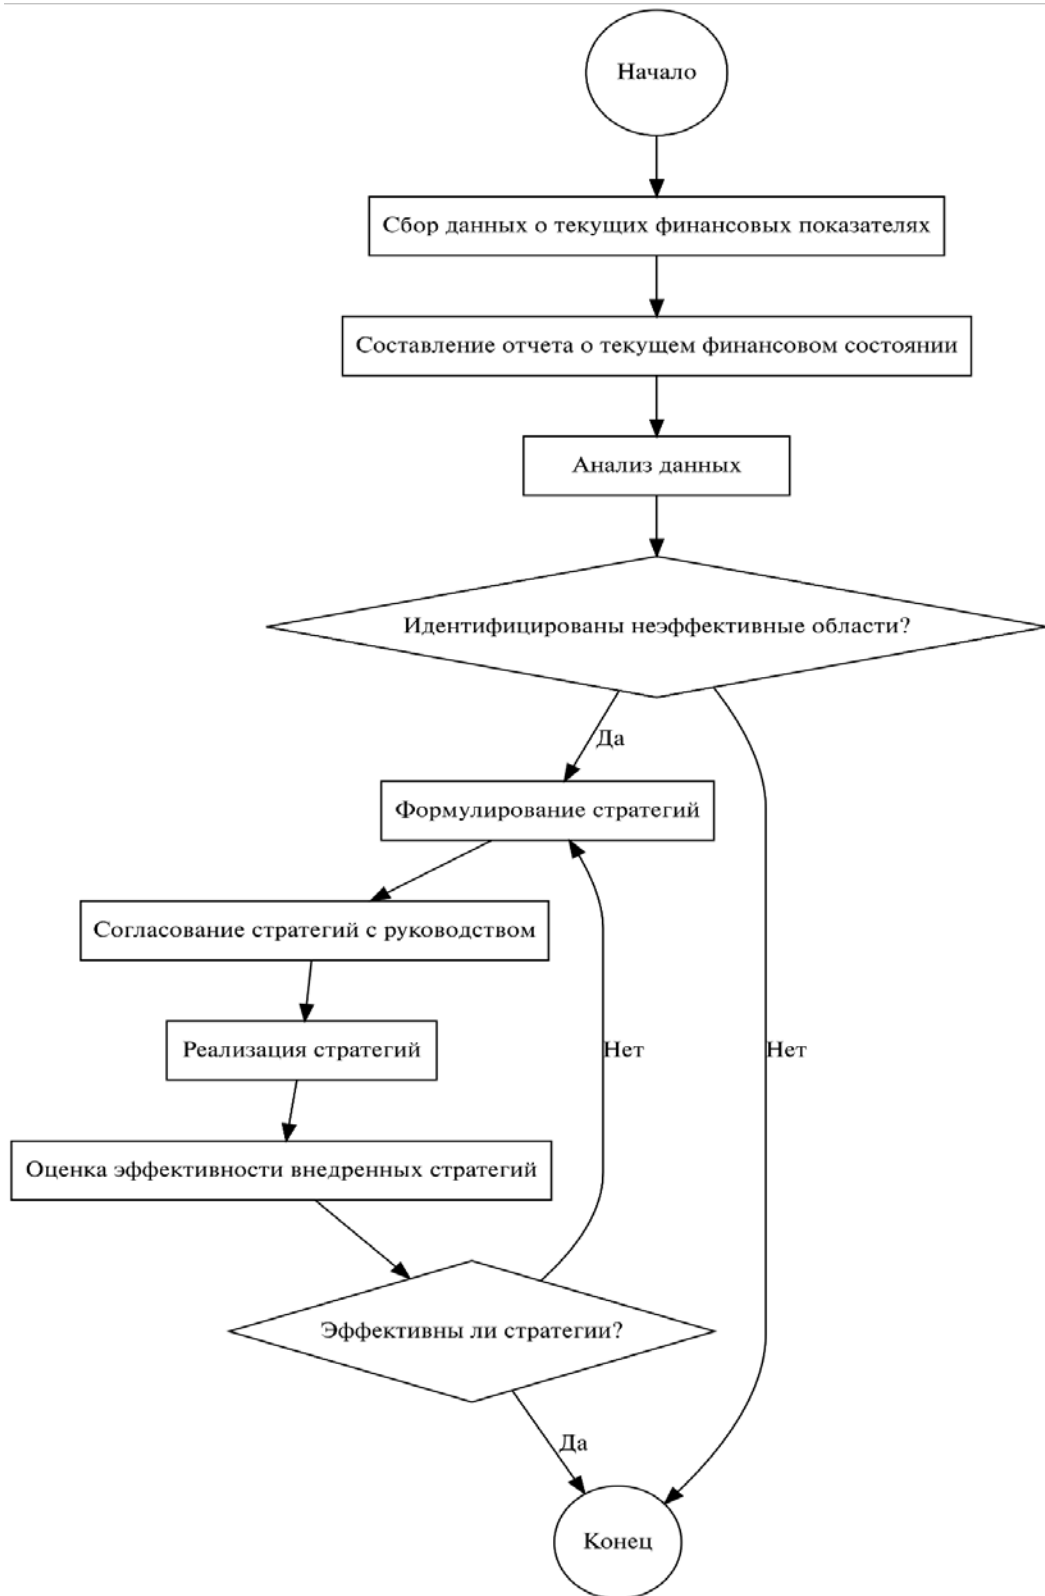 Начало
Сбор данных о текущих финансовых показателях
Составление отчета о текущем финансовом состоянии
Анализ данных
Идентифицированы неэффективные области?
Да
Формулирование стратегий
Согласование стратегий с руководством
Реализация стратегий
Нет
Нет
Оценка эффективности внедренных стратегий
Эффективны ли стратегии?
Да
Конец